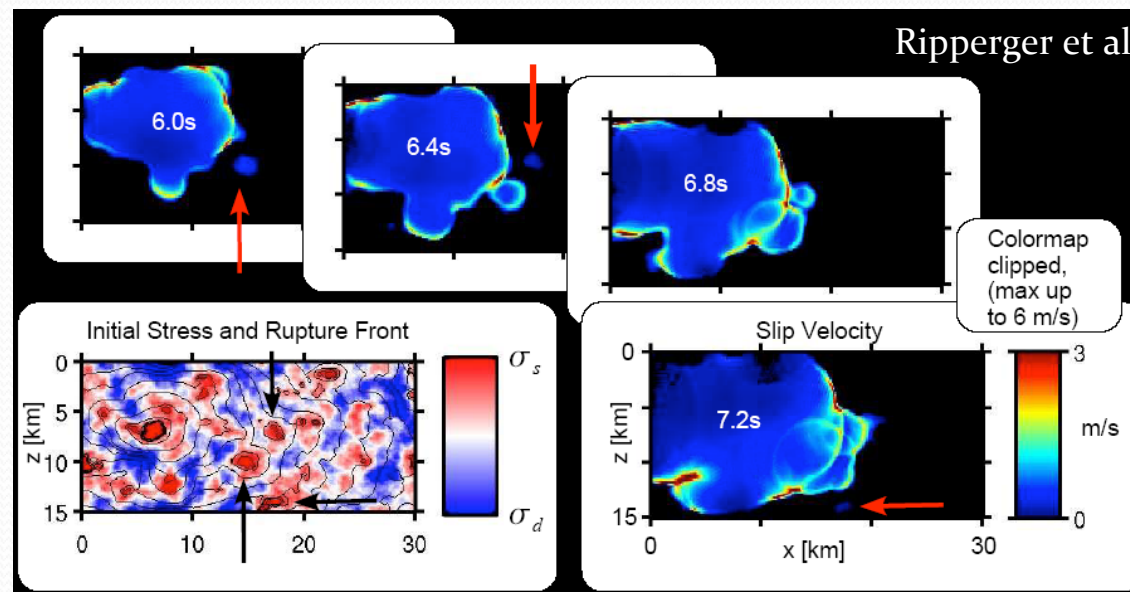 Ripperger et al
6.0s
6.4s
6.8s
Colormap
clipped,
(max up
to 6 m/s)
Initial Stress and Rupture Front
0
5
10
15
z [km]
0
10
20
30
σs
σd
Slip Velocity
0
15
z [km]
7.2s
0
30
x [km]
3
m/s
0